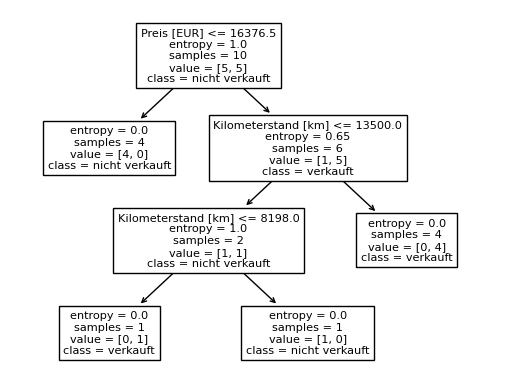 Preis [EUR] <= 16376.5
entropy = 1.0
samples = 10
value = [5, 5]
class = nicht verkauft
entropy = 0.0
samples = 4
value = [4, 0]
class = nicht verkauft
Kilometerstand [km] <= 13500.0
entropy = 0.65
samples = 6
value = [1, 5]
class = verkauft
Kilometerstand [km] <= 8198.0
entropy = 1.0
samples = 2
value = [1, 1]
class = nicht verkauft
entropy = 0.0
samples = 4
value = [0, 4]
class = verkauft
entropy = 0.0
samples = 1
value = [0, 1]
class = verkauft
entropy = 0.0
samples = 1
value = [1, 0]
class = nicht verkauft